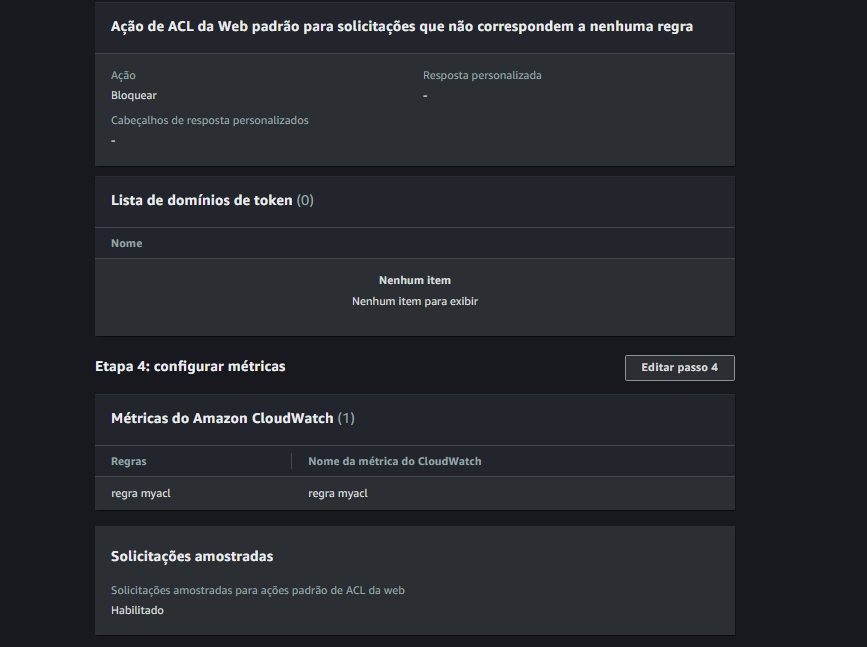 Ação de ACL da Web padrão para solicitações que não correspondem a nenhuma regra
Ação
Resposta personalizada
Bloquear
-
Cabeçalhos de resposta personalizados
-
Lista de domínios de token (0)
Nome
Nenhum item
Nenhum item para exibir
Etapa 4: configurar métricas
Editar passo 4
Métricas do Amazon CloudWatch (1)
Regras
Nome da métrica do CloudWatch
regra myacl
regra myacl
Solicitações amostradas
Solicitações amostradas para ações padrão de ACL da web
Habilitado